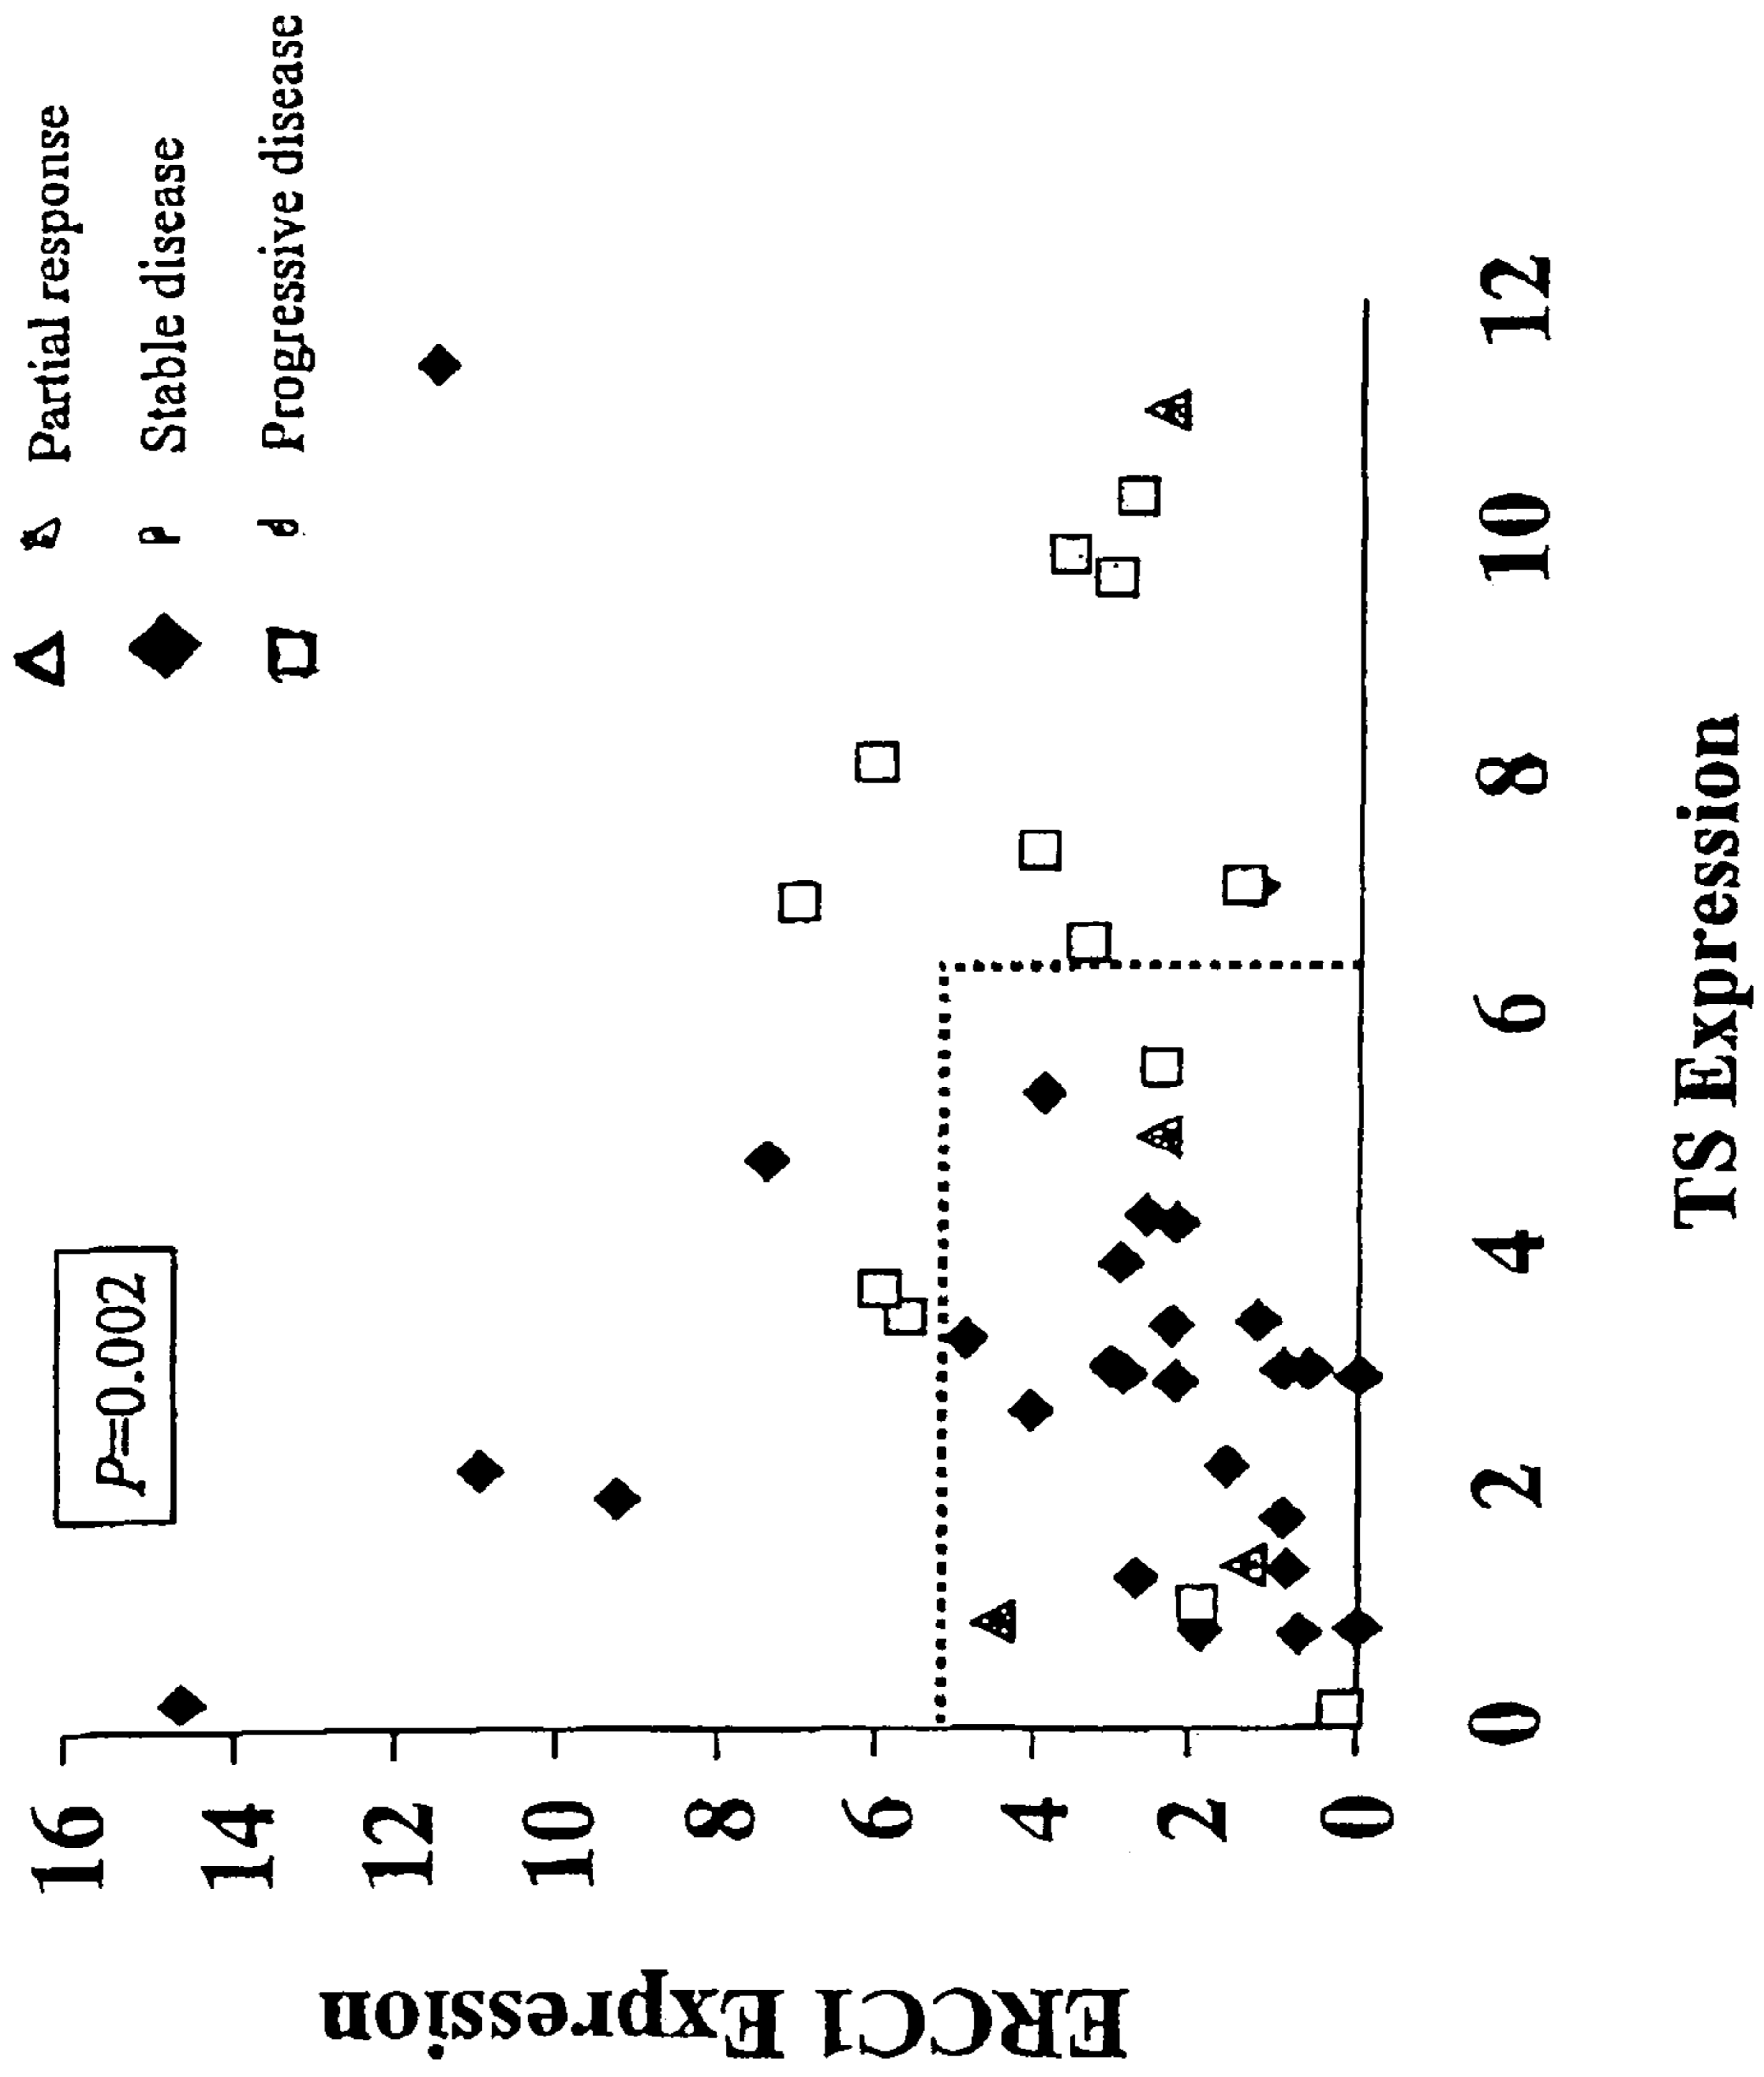 Partial response
p Stable disease
d Progressive disease
P=0.002
ERCC1 Expression
16
14
12
10
8
6
4
2
0
0 2 4 6 8 10 12
TS Expression